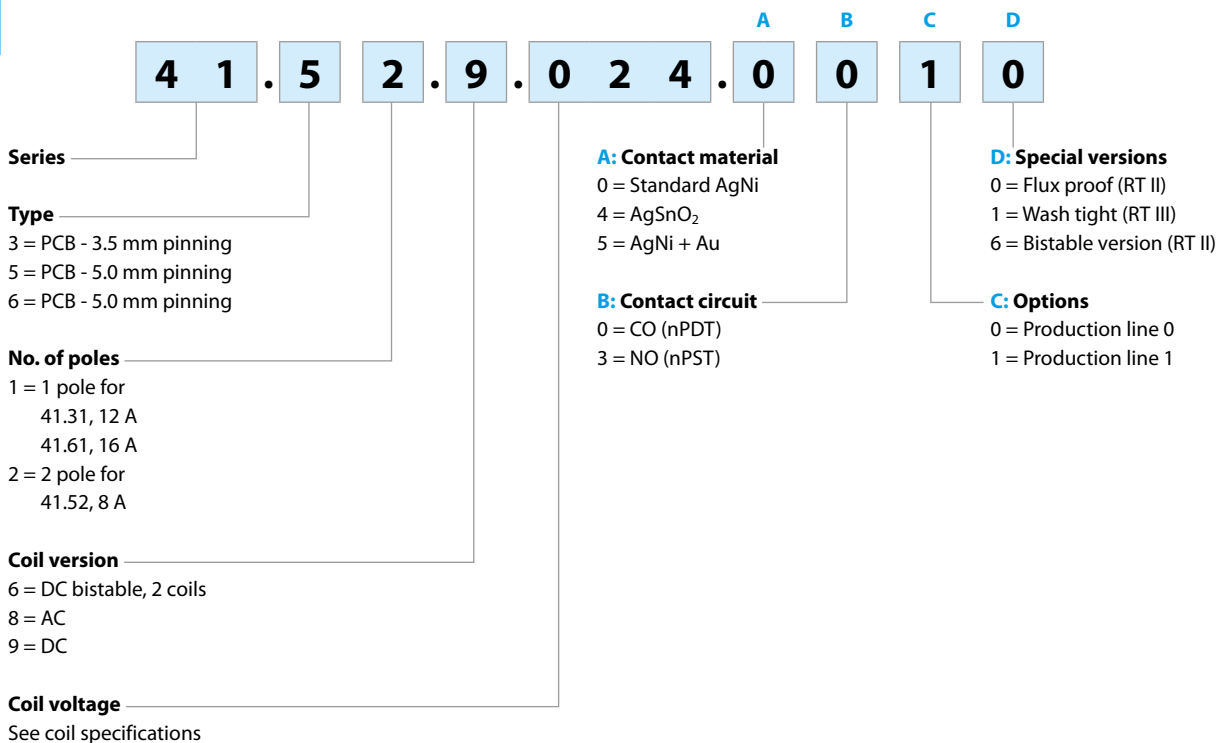 A B C D
4 1 . 5 2 . 9 . 0 2 4 . 0 0 1 0
Series
Type
3 = PCB - 3.5 mm pinning
5 = PCB - 5.0 mm pinning
6 = PCB - 5.0 mm pinning
No. of poles
1 = 1 pole for
41.31, 12 A
41.61, 16 A
2 = 2 pole for
41.52, 8 A
Coil version
6 = DC bistable, 2 coils
8 = AC
9 = DC
Coil voltage
See coil specifications
A: Contact material
0 = Standard AgNi
4 = AgSnO₂
5 = AgNi + Au
B: Contact circuit
0 = CO (nPDT)
3 = NO (nPST)
D: Special versions
0 = Flux proof (RT II)
1 = Wash tight (RT III)
6 = Bistable version (RT II)
C: Options
0 = Production line 0
1 = Production line 1